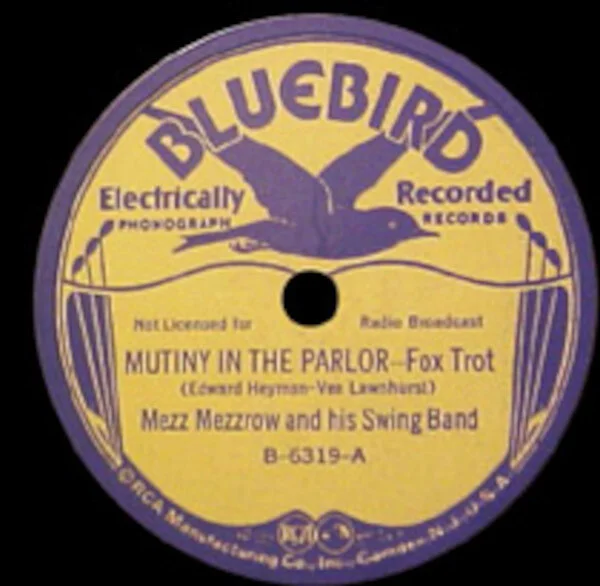 BLUEBIRD
Electrically Recorded
PHONOGRAPH RECORDS
Not Licensed for Radio Broadcast
MUTINY IN THE PARLOR—Fox Trot
(Edward Heyman-Vee Lawnhurst)
Mezz Mezzrow and his Swing Band
B-6319-A
RCA
©RCA Manufacturing Co., Inc., Camden, N.J., U.S.A.